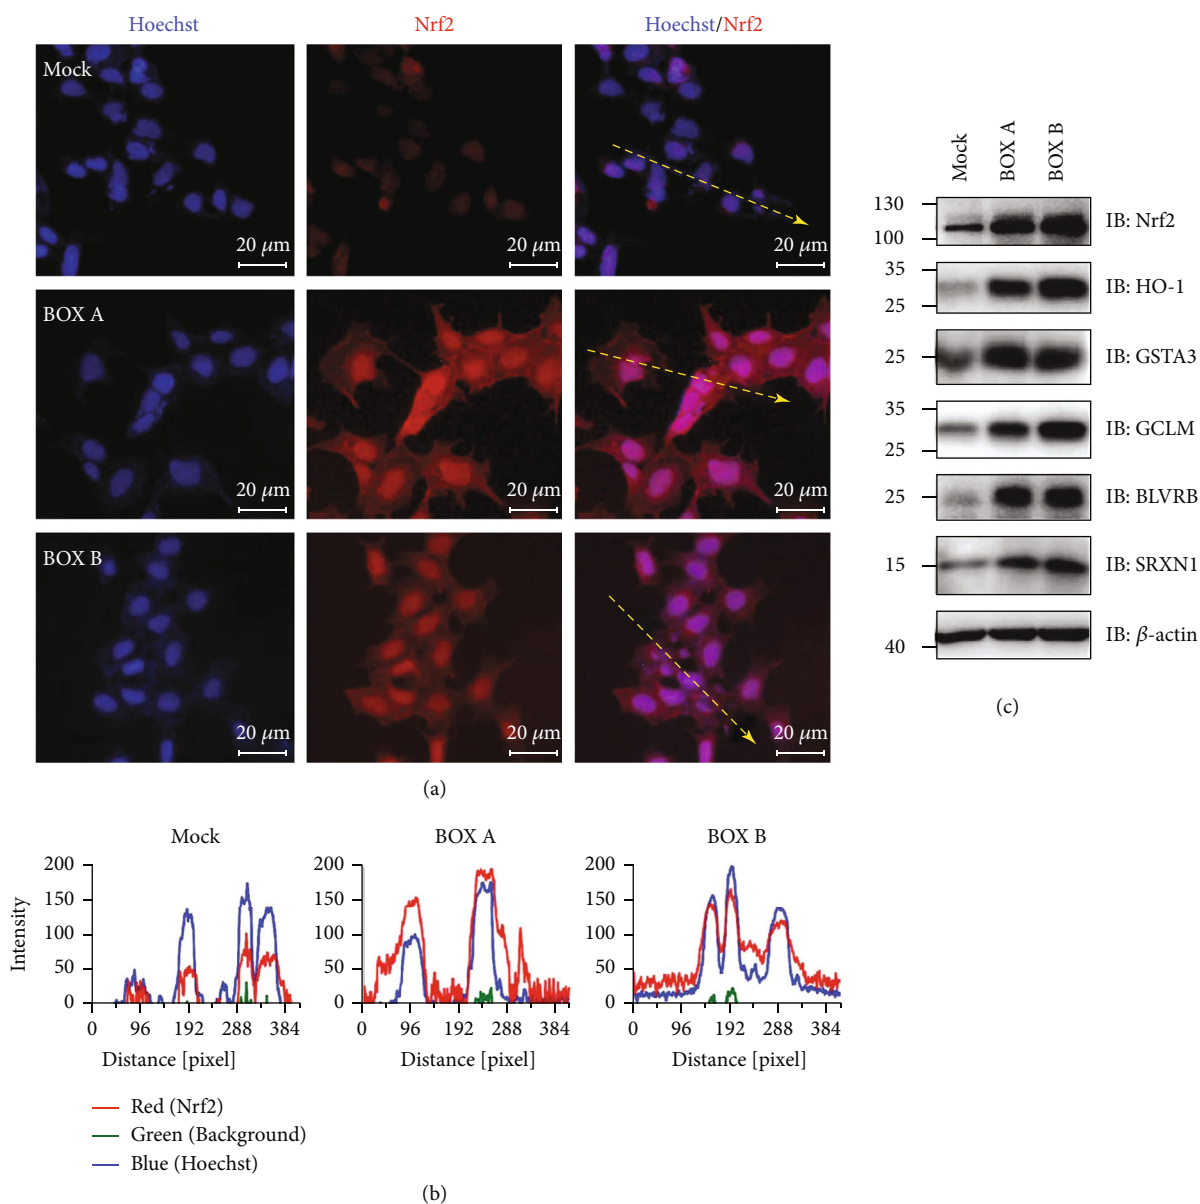 Hoechst
Nrf2
Hoechst/Nrf2
Mock
20 μm
20 μm
20 μm
BOX A
20 μm
20 μm
20 μm
BOX B
20 μm
20 μm
20 μm
(a)
Mock
BOX A
BOX B
130
100
IB: Nrf2
35
25
IB: HO-1
25
IB: GSTA3
35
25
IB: GCLM
25
IB: BLVRB
15
IB: SRXN1
40
IB: β-actin
(c)
Mock
BOX A
BOX B
Intensity
200
150
100
50
0
0 96 192 288 384
Distance [pixel]
200
150
100
50
0
0 96 192 288 384
Distance [pixel]
200
150
100
50
0
0 96 192 288 384
Distance [pixel]
Red (Nrf2)
Green (Background)
Blue (Hoechst)
(b)